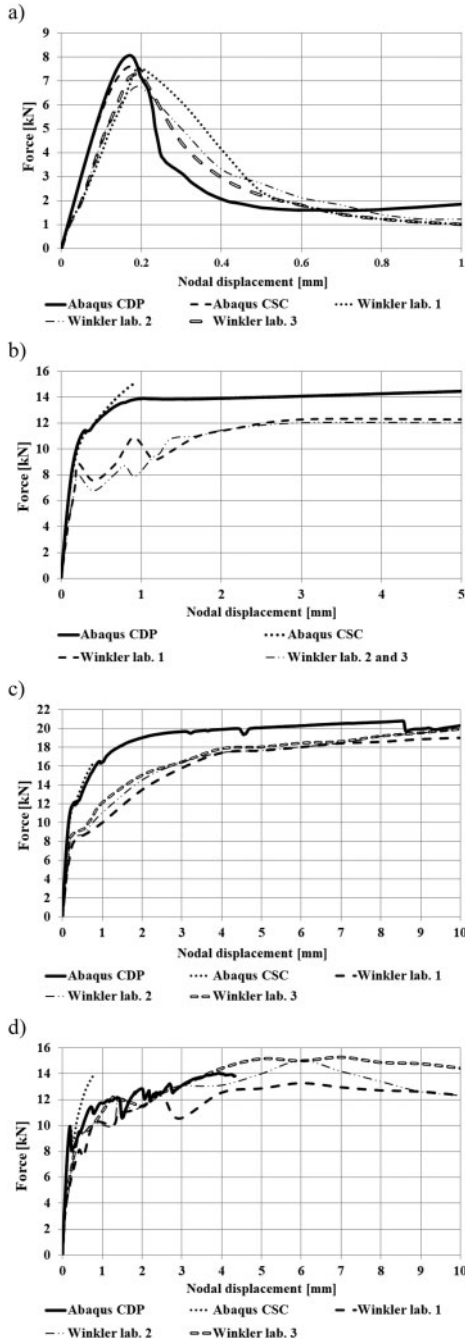 a)
Force [kN]
9
8
7
6
5
4
3
2
1
0
0 0.2 0.4 0.6 0.8 1
Nodal displacement [mm]
Abaqus CDP Abaqus CSC Winkler lab. 1
Winkler lab. 2 Winkler lab. 3
b)
Force [kN]
16
14
12
10
8
6
4
2
0
0 1 2 3 4 5
Nodal displacement [mm]
Abaqus CDP Abaqus CSC
Winkler lab. 1 Winkler lab. 2 and 3
c)
Force [kN]
22
20
18
16
14
12
10
8
6
4
2
0
0 1 2 3 4 5 6 7 8 9 10
Nodal displacement [mm]
Abaqus CDP Abaqus CSC Winkler lab. 1
Winkler lab. 2 Winkler lab. 3
d)
Force [kN]
16
14
12
10
8
6
4
2
0
0 1 2 3 4 5 6 7 8 9 10
Nodal displacement [mm]
Abaqus CDP Abaqus CSC Winkler lab. 1
Winkler lab. 2 Winkler lab. 3